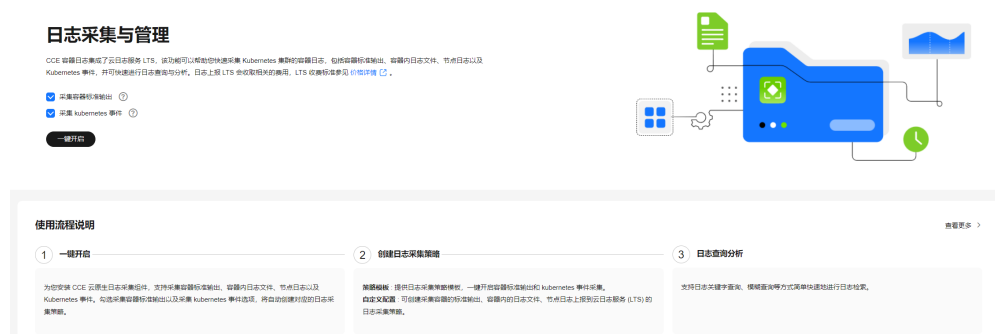 日志采集与管理
CCE 容器日志集成了云日志服务 LTS，该功能可以帮助您快速采集 Kubernetes 集群的容器日志，包括容器标准输出、容器内日志文件、节点日志以及
Kubernetes 事件，并可快速进行日志查询与分析。日志上报 LTS 会收取相关的费用，LTS 收费标准参见 价格详情 。
采集容器标准输出 ?
采集 kubernetes 事件 ?
一键开启
使用流程说明
查看更多 >
1 一键开启
2 创建日志采集策略
3 日志查询分析
为您安装 CCE 云原生日志采集组件，支持采集容器标准输出、容器内日志文件、节点日志以及
Kubernetes 事件。勾选采集容器标准输出以及采集 kubernetes 事件选项，将自动创建对应的日志采
集策略。
策略模板：提供日志采集策略模板，一键开启容器标准输出和 kubernetes 事件采集。
自定义配置：可创建采集容器的标准输出、容器内的日志文件、节点日志上报到云日志服务 (LTS) 的
日志采集策略。
支持日志关键字查询、模糊查询等方式简单快速地进行日志检索。